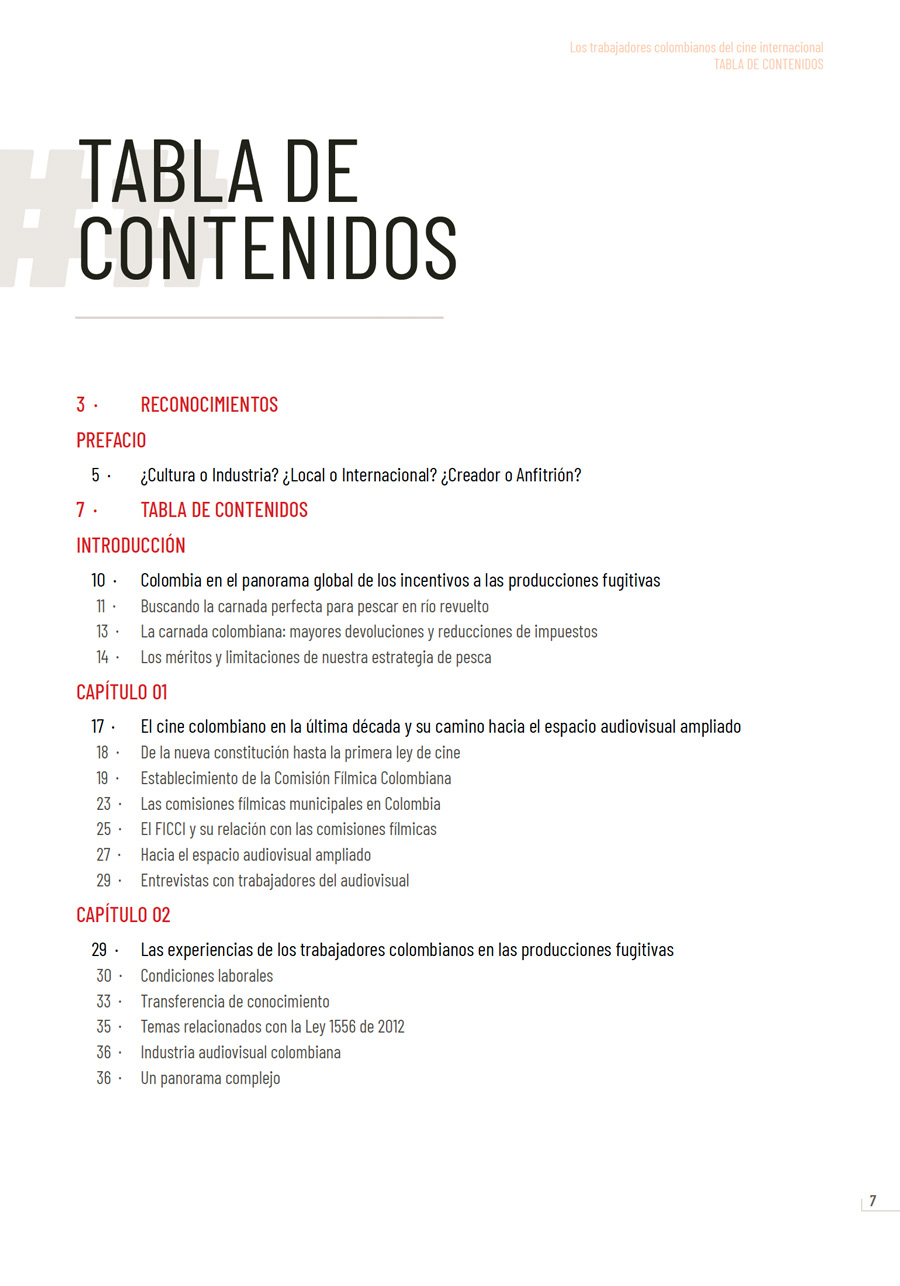 Los trabajadores colombianos del cine internacional
TABLA DE CONTENIDOS
##
TABLA DE
CONTENIDOS
3 · RECONOCIMIENTOS
PREFACIO
5 · ¿Cultura o Industria? ¿Local o Internacional? ¿Creador o Anfitrión?
7 · TABLA DE CONTENIDOS
INTRODUCCIÓN
10 · Colombia en el panorama global de los incentivos a las producciones fugitivas
11 · Buscando la carnada perfecta para pescar en río revuelto
13 · La carnada colombiana: mayores devoluciones y reducciones de impuestos
14 · Los méritos y limitaciones de nuestra estrategia de pesca
CAPÍTULO 01
17 · El cine colombiano en la última década y su camino hacia el espacio audiovisual ampliado
18 · De la nueva constitución hasta la primera ley de cine
19 · Establecimiento de la Comisión Fílmica Colombiana
23 · Las comisiones fílmicas municipales en Colombia
25 · El FICCI y su relación con las comisiones fílmicas
27 · Hacia el espacio audiovisual ampliado
29 · Entrevistas con trabajadores del audiovisual
CAPÍTULO 02
29 · Las experiencias de los trabajadores colombianos en las producciones fugitivas
30 · Condiciones laborales
33 · Transferencia de conocimiento
35 · Temas relacionados con la Ley 1556 de 2012
36 · Industria audiovisual colombiana
36 · Un panorama complejo
7